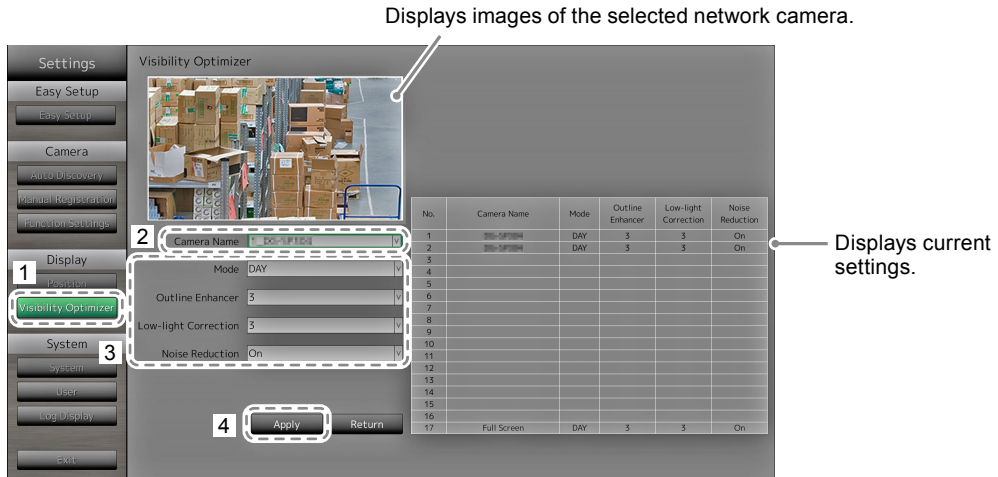 Displays images of the selected network camera.
Settings
Easy Setup
Easy Setup
Camera
Auto Discovery
Manual Registration
Function Settings
Display
1
Position
Visibility Optimizer
System
System
User
Log Display
Exit
Visibility Optimizer
2
Camera Name
3
Mode DAY
Outline Enhancer 3
Low-light Correction 3
Noise Reduction On
4
Apply Return
No. Camera Name Mode Outline Enhancer Low-light Correction Noise Reduction
1 DAY 3 3 On
2 DAY 3 3 On
3
4
5
6
7
8
9
10
11
12
13
14
15
16
17 Full Screen DAY 3 3 On
Displays current
settings.